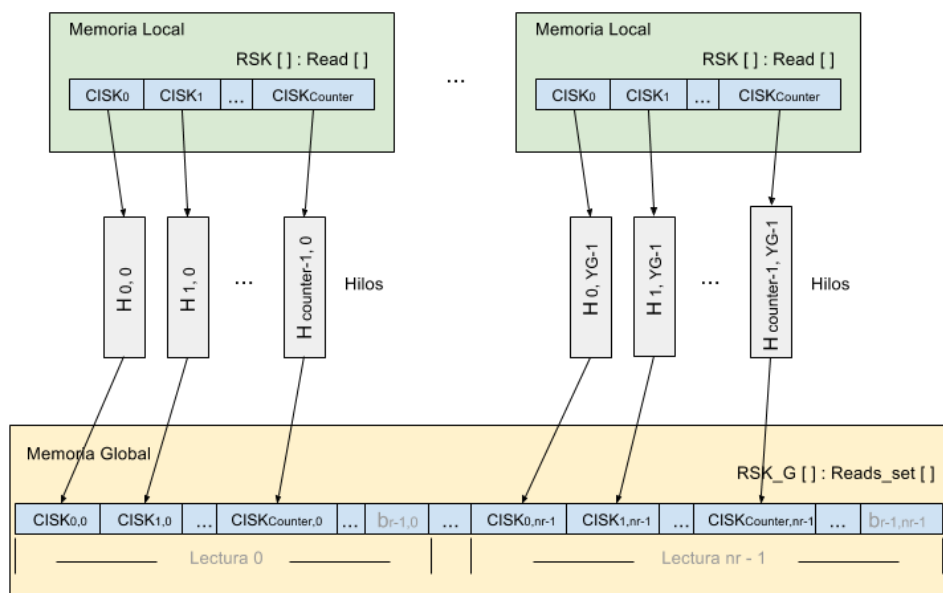 Memoria Local
RSK [ ] : Read [ ]
CISK0 CISK1 ... CISKCounter
...
Memoria Local
RSK [ ] : Read [ ]
CISK0 CISK1 ... CISKCounter
H 0, 0
H 1, 0
...
H counter-1, 0
Hilos
H 0, YG-1
H 1, YG-1
...
H counter-1, YG-1
Hilos
Memoria Global
RSK_G [ ] : Reads_set [ ]
CISK0,0 CISK1,0 ... CISKCounter,0 ... br-1,0 ... CISK0,nr-1 CISK1,nr-1 ... CISKCounter,nr-1 ... br-1,nr-1
Lectura 0
Lectura nr - 1